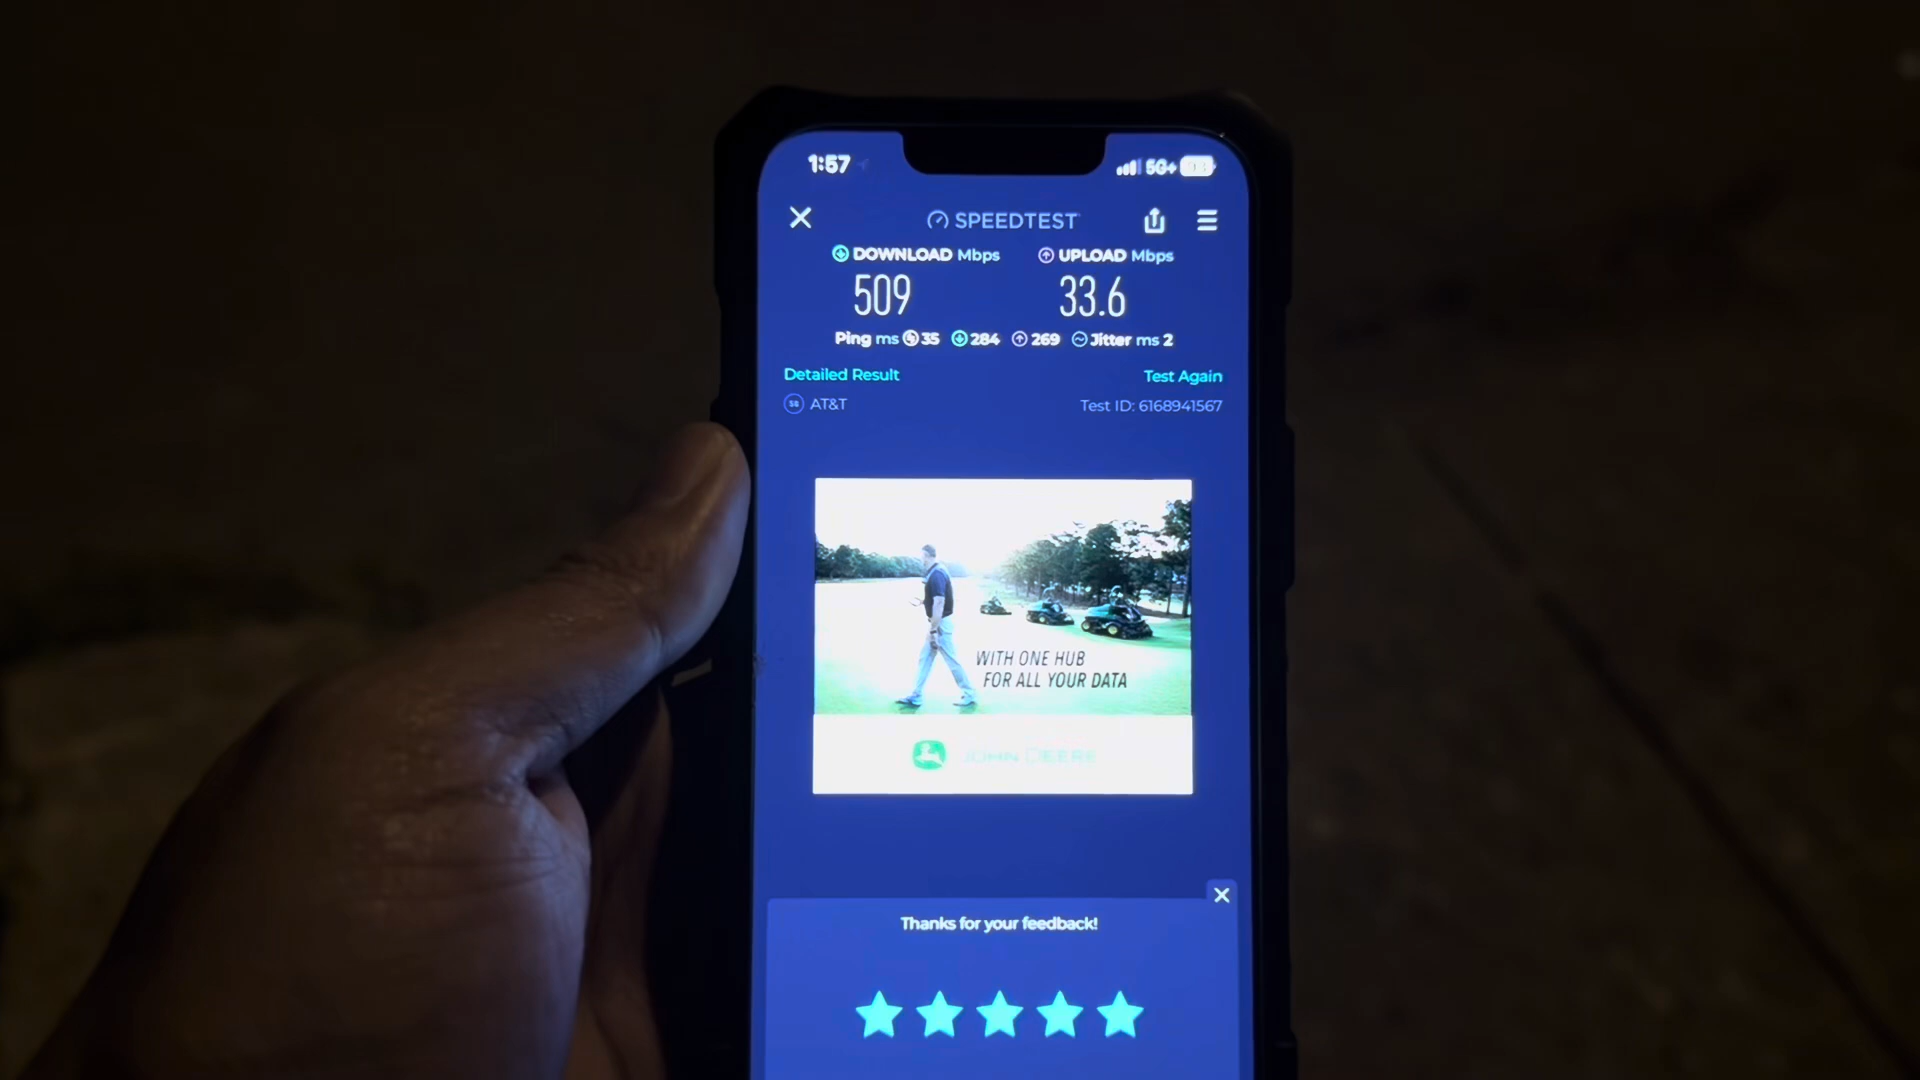 1:57 5G+
SPEEDTEST
DOWNLOAD Mbps UPLOAD Mbps
509 33.6
Ping ms 35 284 269 Jitter ms 2
Detailed Result Test Again
AT&T Test ID: 6168941567
WITH ONE HUB
FOR ALL YOUR DATA
JOHN DEERE
Thanks for your feedback!